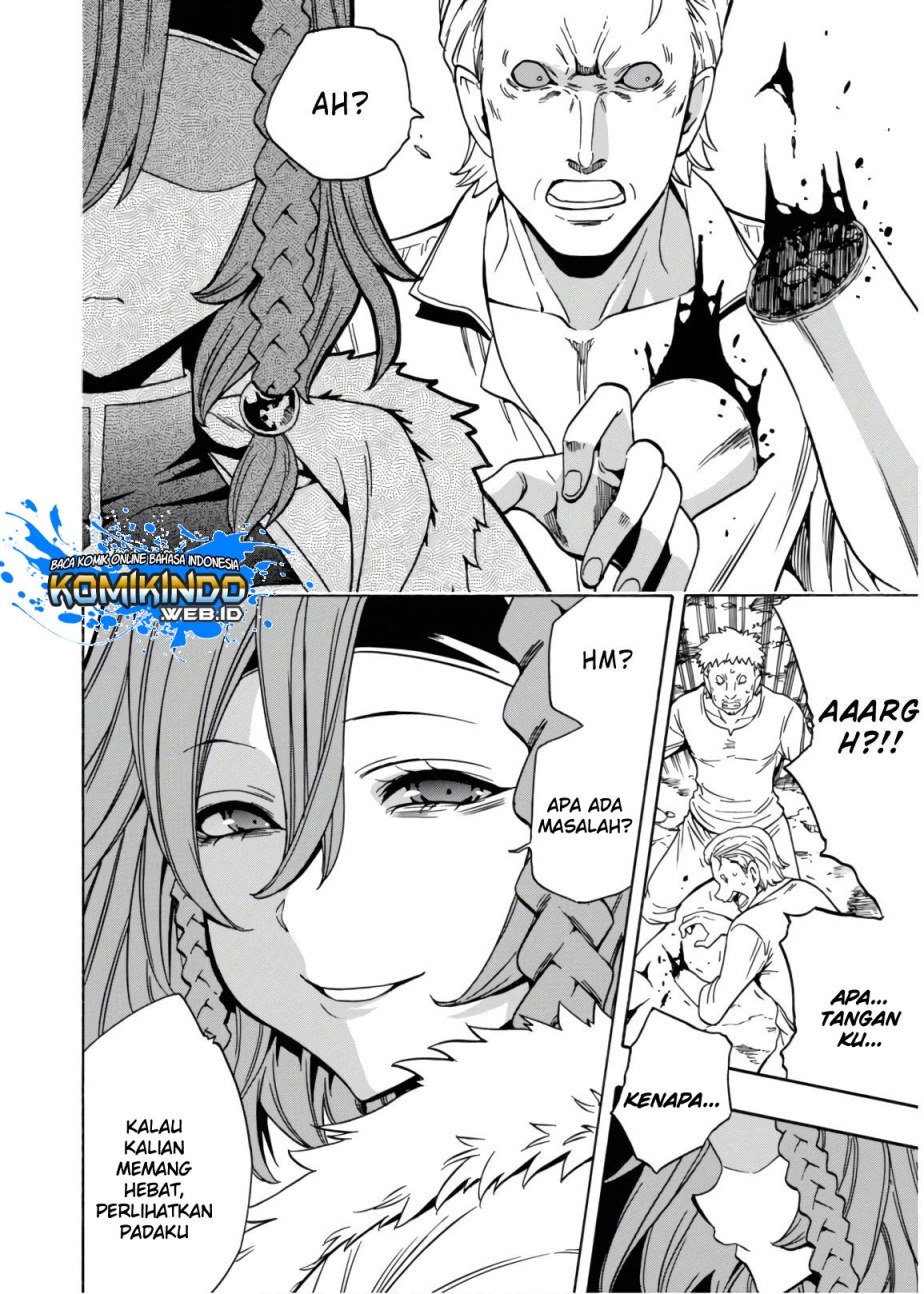 AH?
BACA KOMIK ONLINE BAHASA INDONESIA
KOMIKINDO
.WEB.ID
AAARG
H?!!
APA...
TANGAN
KU...
KENAPA...
HM?
APA ADA
MASALAH?
KALAU
KALIAN
MEMANG
HEBAT,
PERLIHATKAN
PADAKU